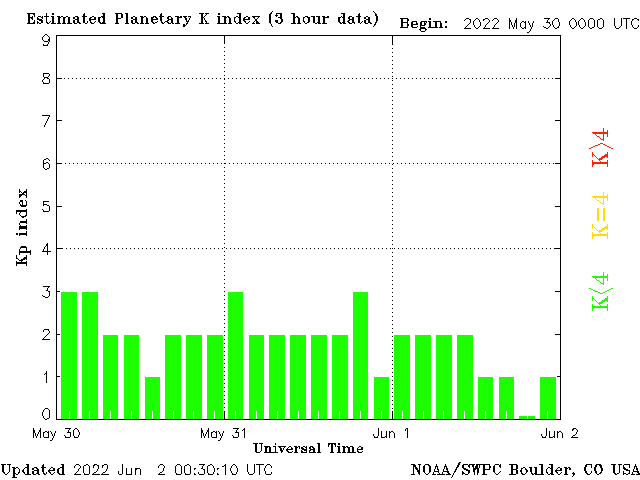 Estimated Planetary K index (3 hour data)
Begin: 2022 May 30 0000 UTC
9
8
7
6
5
4
3
2
1
0
Kp index
K>4
K=4
K<4
May 30
May 31
Jun 1
Jun 2
Universal Time
Updated 2022 Jun 2 00:30:10 UTC
NOAA/SWPC Boulder, CO USA